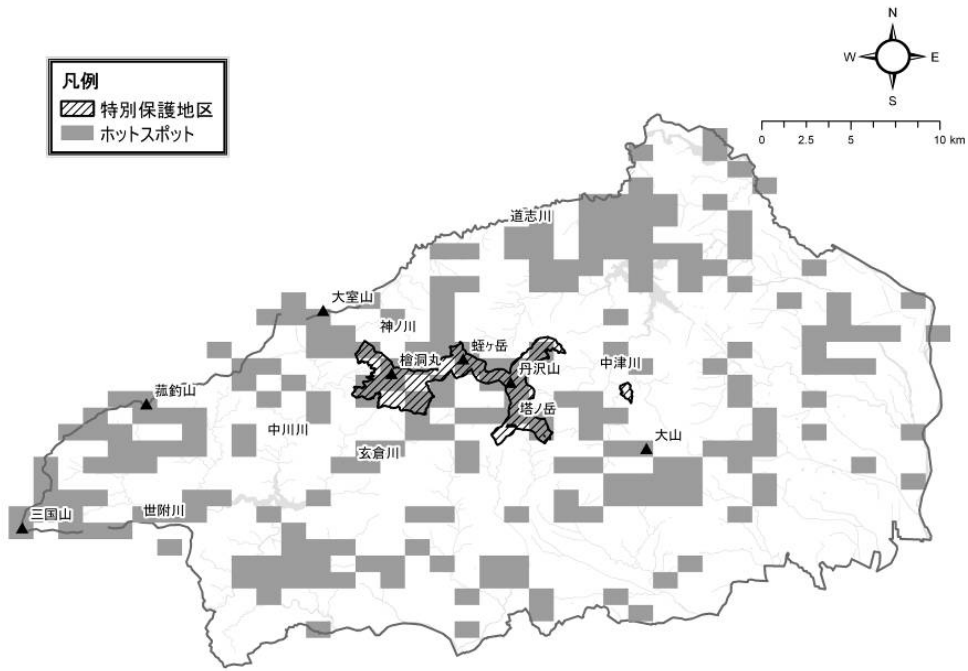 N
W
E
S
凡例
特別保護地区
ホットスポット
0 2.5 5 10 km
道志川
大室山
神ノ川
蛭ヶ岳
檜洞丸
丹沢山
中津川
菰釣山
塔ノ岳
中川川
大山
玄倉川
三国山
世附川